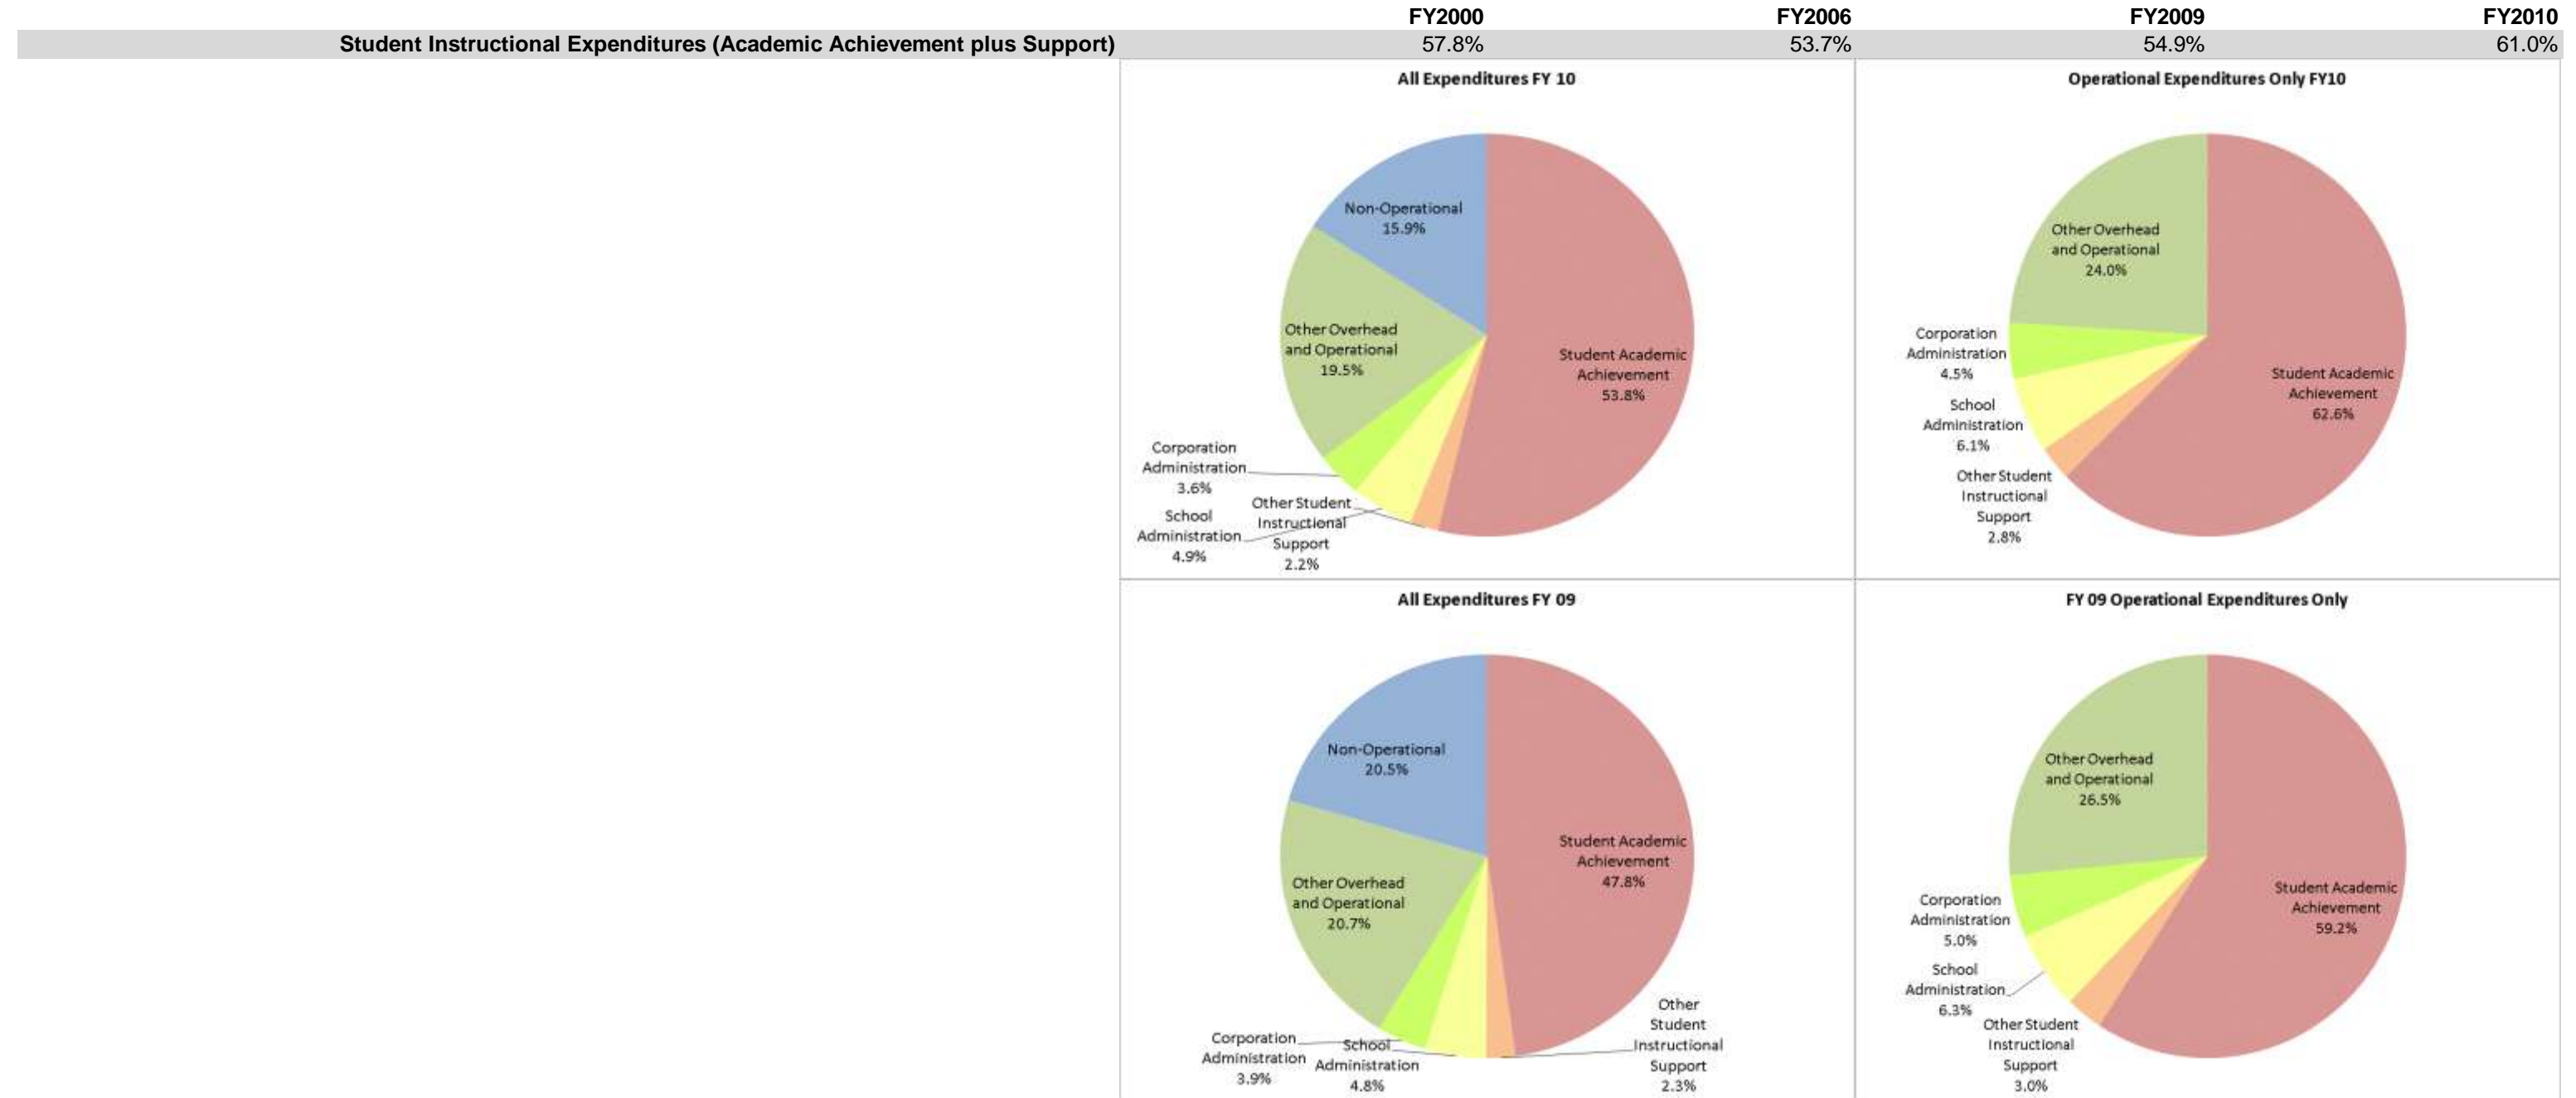 FY2000 FY2006 FY2009 FY2010
Student Instructional Expenditures (Academic Achievement plus Support) 57.8% 53.7% 54.9% 61.0%
All Expenditures FY 10
Non-Operational
15.9%
Other Overhead
and Operational
19.5%
Student Academic
Achievement
53.8%
Corporation
Administration
3.6%
School
Administration
4.9%
Other Student
Instructional
Support
2.2%
Operational Expenditures Only FY10
Other Overhead
and Operational
24.0%
Corporation
Administration
4.5%
School
Administration
6.1%
Other Student
Instructional
Support
2.8%
Student Academic
Achievement
62.6%
All Expenditures FY 09
Non-Operational
20.5%
Other Overhead
and Operational
20.7%
Student Academic
Achievement
47.8%
Corporation
Administration
3.9%
School
Administration
4.8%
Other
Student
Instructional
Support
2.3%
FY 09 Operational Expenditures Only
Other Overhead
and Operational
26.5%
Corporation
Administration
5.0%
School
Administration
6.3%
Other Student
Instructional
Support
3.0%
Student Academic
Achievement
59.2%